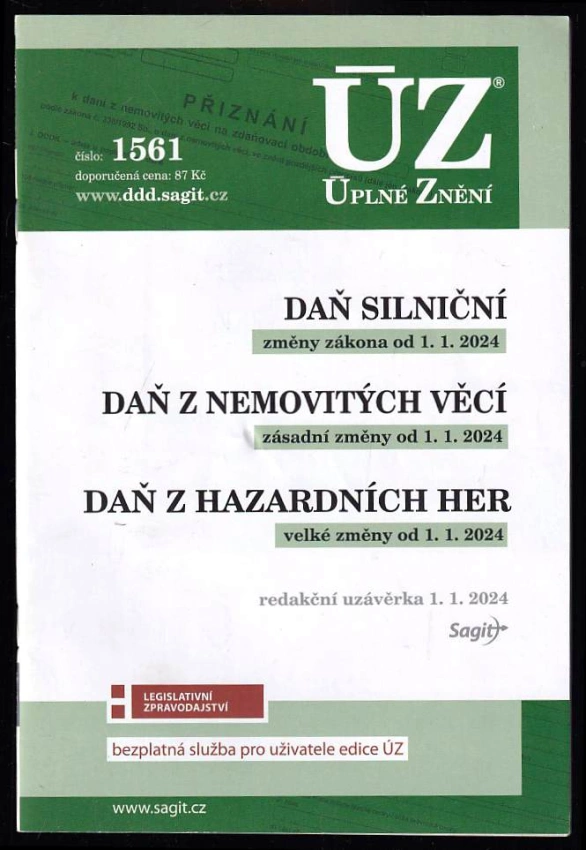 PŘIZNÁNÍ
k dani z nemovitých věcí na zdaňovací období
ÚZ®
ÚPLNÉ ZNĚNÍ
číslo: 1561
doporučená cena: 87 Kč
www.ddd.sagit.cz
DAŇ SILNIČNÍ
změny zákona od 1. 1. 2024
DAŇ Z NEMOVITÝCH VĚCÍ
zásadní změny od 1. 1. 2024
DAŇ Z HAZARDNÍCH HER
velké změny od 1. 1. 2024
redakční uzávěrka 1. 1. 2024
Sagit
LEGISLATIVNÍ
ZPRAVODAJSTVÍ
bezplatná služba pro uživatele edice ÚZ
www.sagit.cz